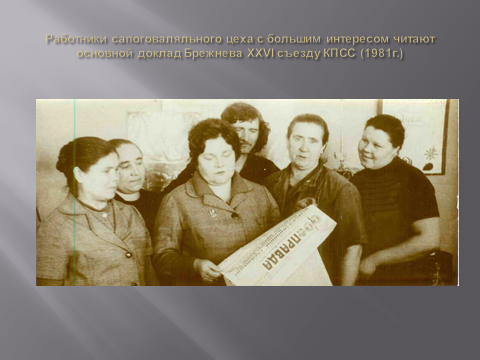 Работники сапоговаляльного цеха с большим интересом читают
основной доклад Брежнева XXVI съезду КПСС (1981г.)
ПРАВДА